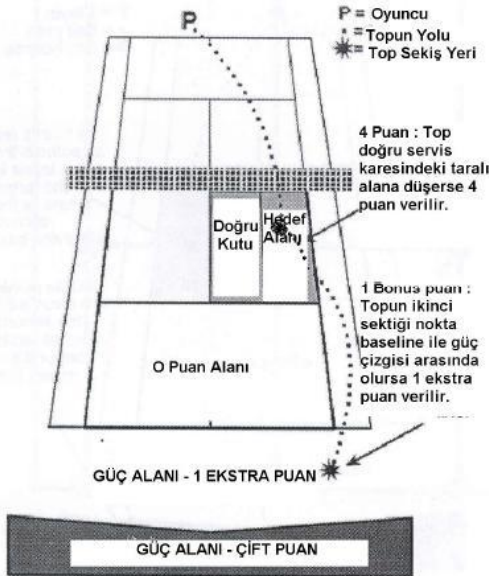 P = Oyuncu
= Topun Yolu
= Top Sekiş Yeri
P
4 Puan : Top
doğru servis
karesindeki taralı
alana düşerse 4
puan verilir.
Doğru
Kutu
Hedef
Alanı
1 Bonus puan :
Topun ikinci
sektiği nokta
baseline ile güç
çizgisi arasında
olursa 1 ekstra
puan verilir.
O Puan Alanı
GÜÇ ALANI - 1 EKSTRA PUAN
GÜÇ ALANI - ÇİFT PUAN